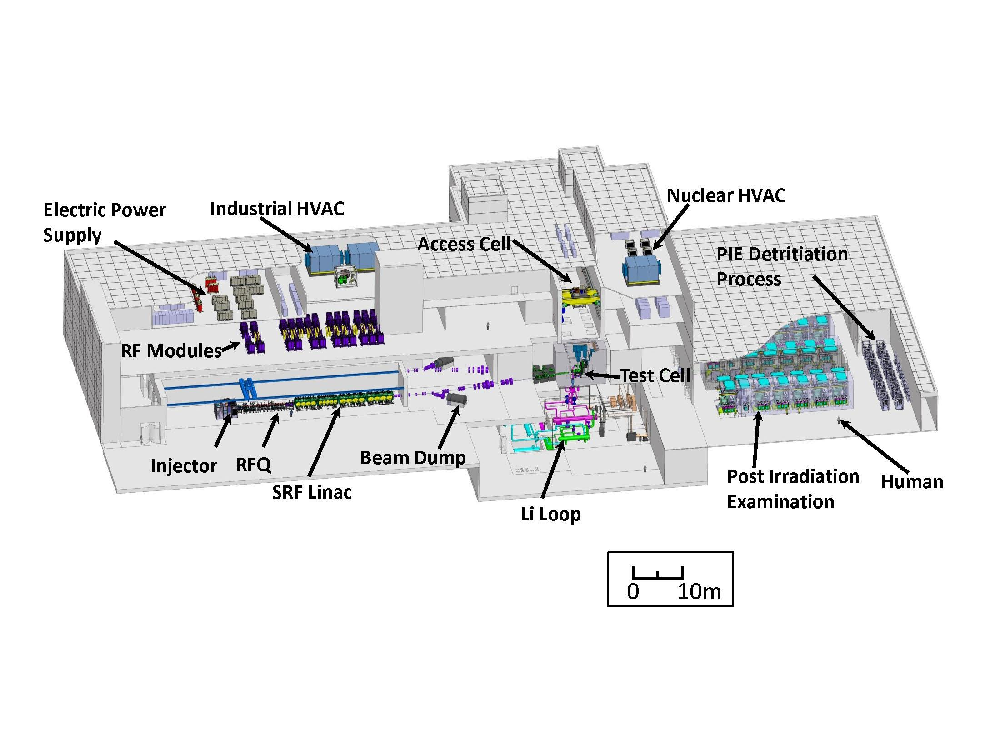 Nuclear HVAC
Electric Power
Supply
Industrial HVAC
Access Cell
PIE Detritiation
Process
RF Modules
Test Cell
Injector
RFQ
Beam Dump
SRF Linac
Li Loop
Post Irradiation
Examination
Human
0 10m